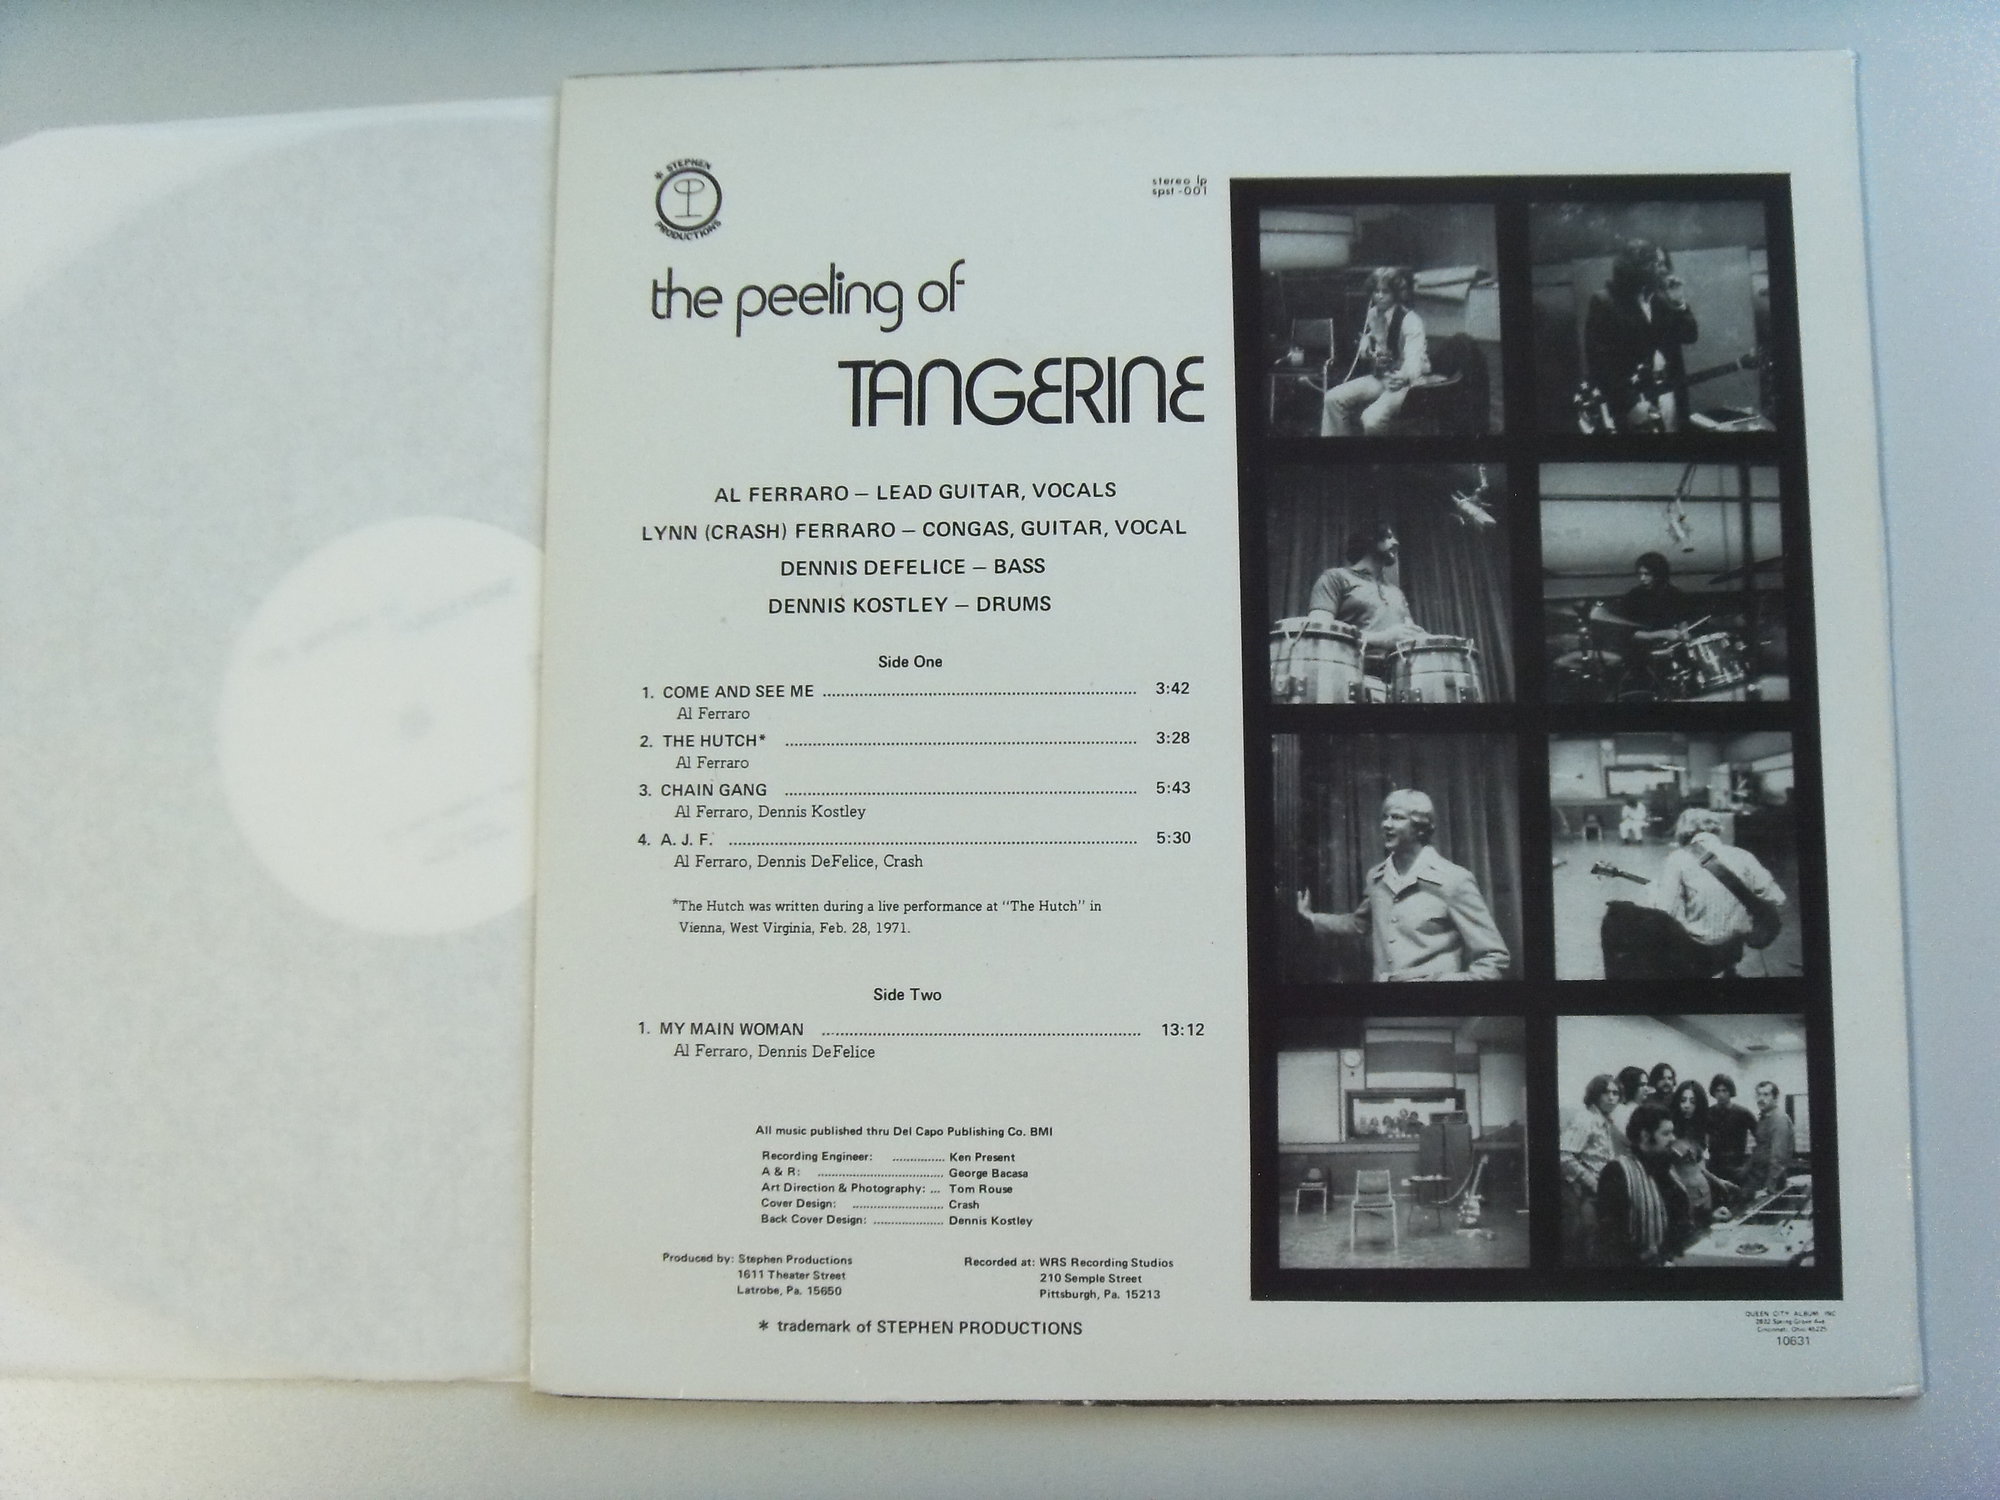 * STEPHEN
PRODUCTIONS
stereo lp
spst-001
the peeling of
TANGERINE
AL FERRARO — LEAD GUITAR, VOCALS
LYNN (CRASH) FERRARO — CONGAS, GUITAR, VOCAL
DENNIS DEFELICE — BASS
DENNIS KOSTLEY — DRUMS
Side One
1. COME AND SEE ME ........ 3:42
Al Ferraro
2. THE HUTCH* ........ 3:28
Al Ferraro
3. CHAIN GANG ........ 5:43
Al Ferraro, Dennis Kostley
4. A. J. F. ........ 5:30
Al Ferraro, Dennis DeFelice, Crash
*The Hutch was written during a live performance at "The Hutch" in
Vienna, West Virginia, Feb. 28, 1971.
Side Two
1. MY MAIN WOMAN ........ 13:12
Al Ferraro, Dennis DeFelice
All music published thru Del Capo Publishing Co. BMI
Recording Engineer: ........ Ken Present
A & R: ........ George Bacasa
Art Direction & Photography: ... Tom Rouse
Cover Design: ........ Crash
Back Cover Design: ........ Dennis Kostley
Produced by: Stephen Productions
1611 Theater Street
Latrobe, Pa. 15650
Recorded at: WRS Recording Studios
210 Semple Street
Pittsburgh, Pa. 15213
* trademark of STEPHEN PRODUCTIONS
QUEEN CITY ALBUM, INC
2832 Spring Grove Ave
Cincinnati, Ohio 45225
10631